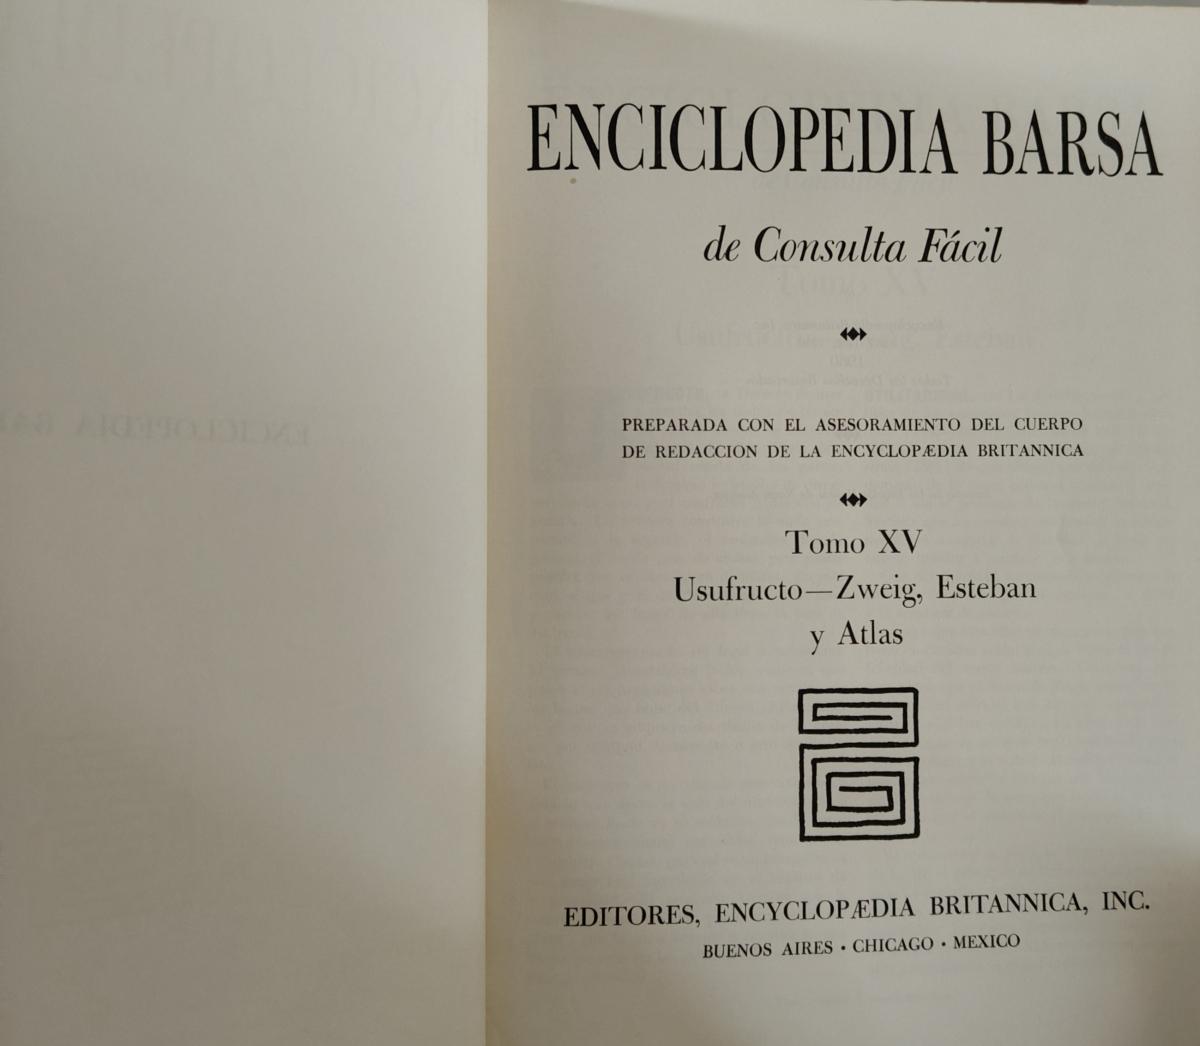 ENCICLOPEDIA BARSA
de Consulta Fácil
PREPARADA CON EL ASESORAMIENTO DEL CUERPO
DE REDACCION DE LA ENCYCLOPÆDIA BRITANNICA
Tomo XV
Usufructo—Zweig, Esteban
y Atlas
EDITORES, ENCYCLOPÆDIA BRITANNICA, INC.
BUENOS AIRES • CHICAGO • MEXICO